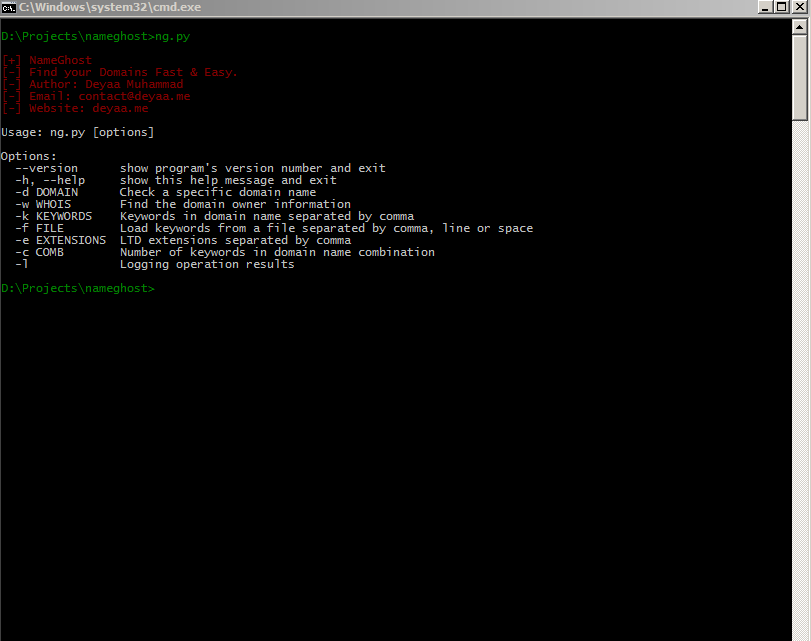 C:\Windows\system32\cmd.exe
D:\Projects\nameghost>ng.py
[+] NameGhost
[-] Find your Domains Fast & Easy.
[-] Author: Deyaa Muhammad
[-] Email: contact@deyaa.me
[-] Website: deyaa.me
Usage: ng.py [options]
Options:
  --version      show program's version number and exit
  -h, --help     show this help message and exit
  -d DOMAIN      Check a specific domain name
  -w WHOIS       Find the domain owner information
  -k KEYWORDS    Keywords in domain name separated by comma
  -f FILE        Load keywords from a file separated by comma, line or space
  -e EXTENSIONS  LTD extensions separated by comma
  -c COMB        Number of keywords in domain name combination
  -l             Logging operation results
D:\Projects\nameghost>